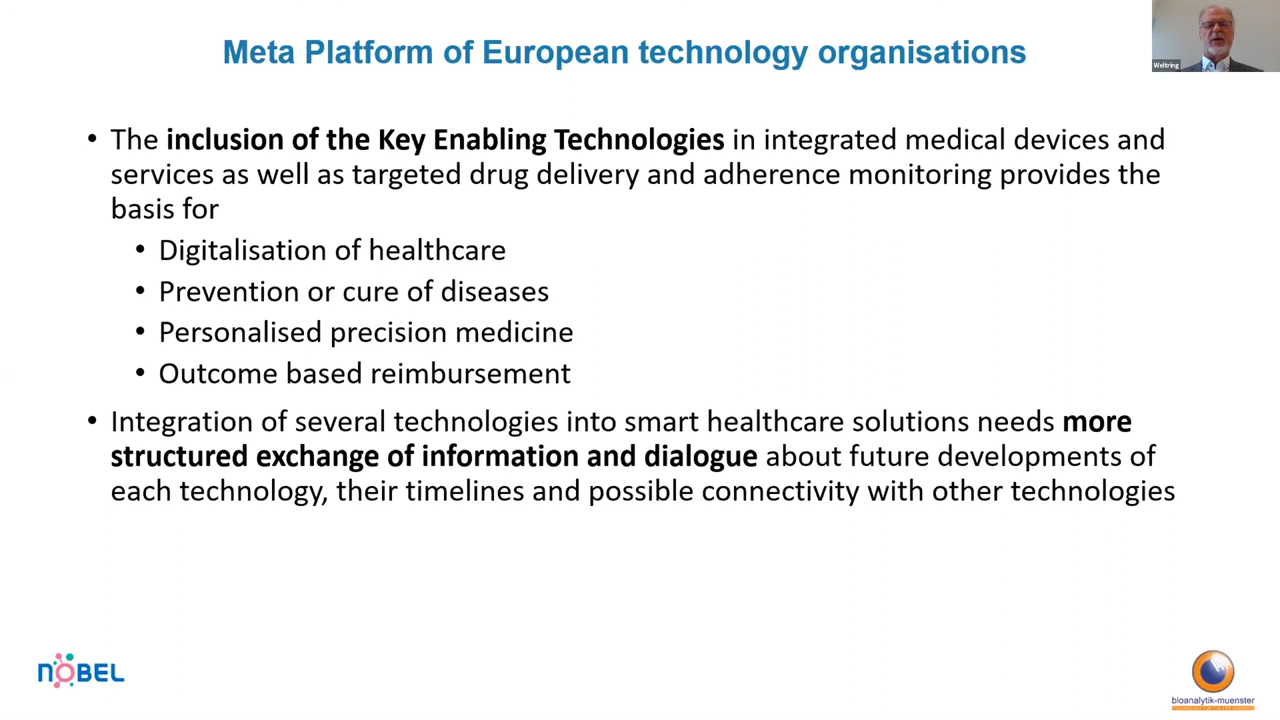 Meta Platform of European technology organisations
Weltring
• The inclusion of the Key Enabling Technologies in integrated medical devices and
services as well as targeted drug delivery and adherence monitoring provides the
basis for
• Digitalisation of healthcare
• Prevention or cure of diseases
• Personalised precision medicine
• Outcome based reimbursement
• Integration of several technologies into smart healthcare solutions needs more
structured exchange of information and dialogue about future developments of
each technology, their timelines and possible connectivity with other technologies
NOBEL
bioanalytik-muenster